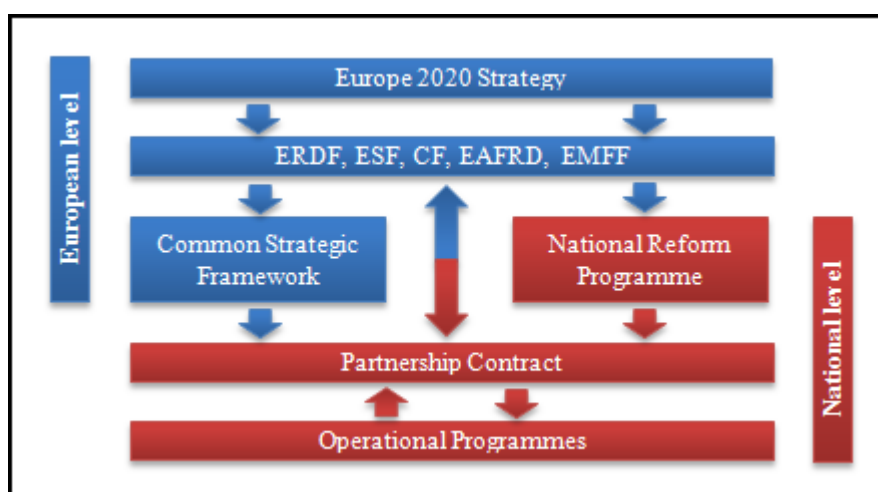 European level
Europe 2020 Strategy
ERDF, ESF, CF, EAFRD, EMFF
Common Strategic
Framework
National Reform
Programme
National level
Partnership Contract
Operational Programmes